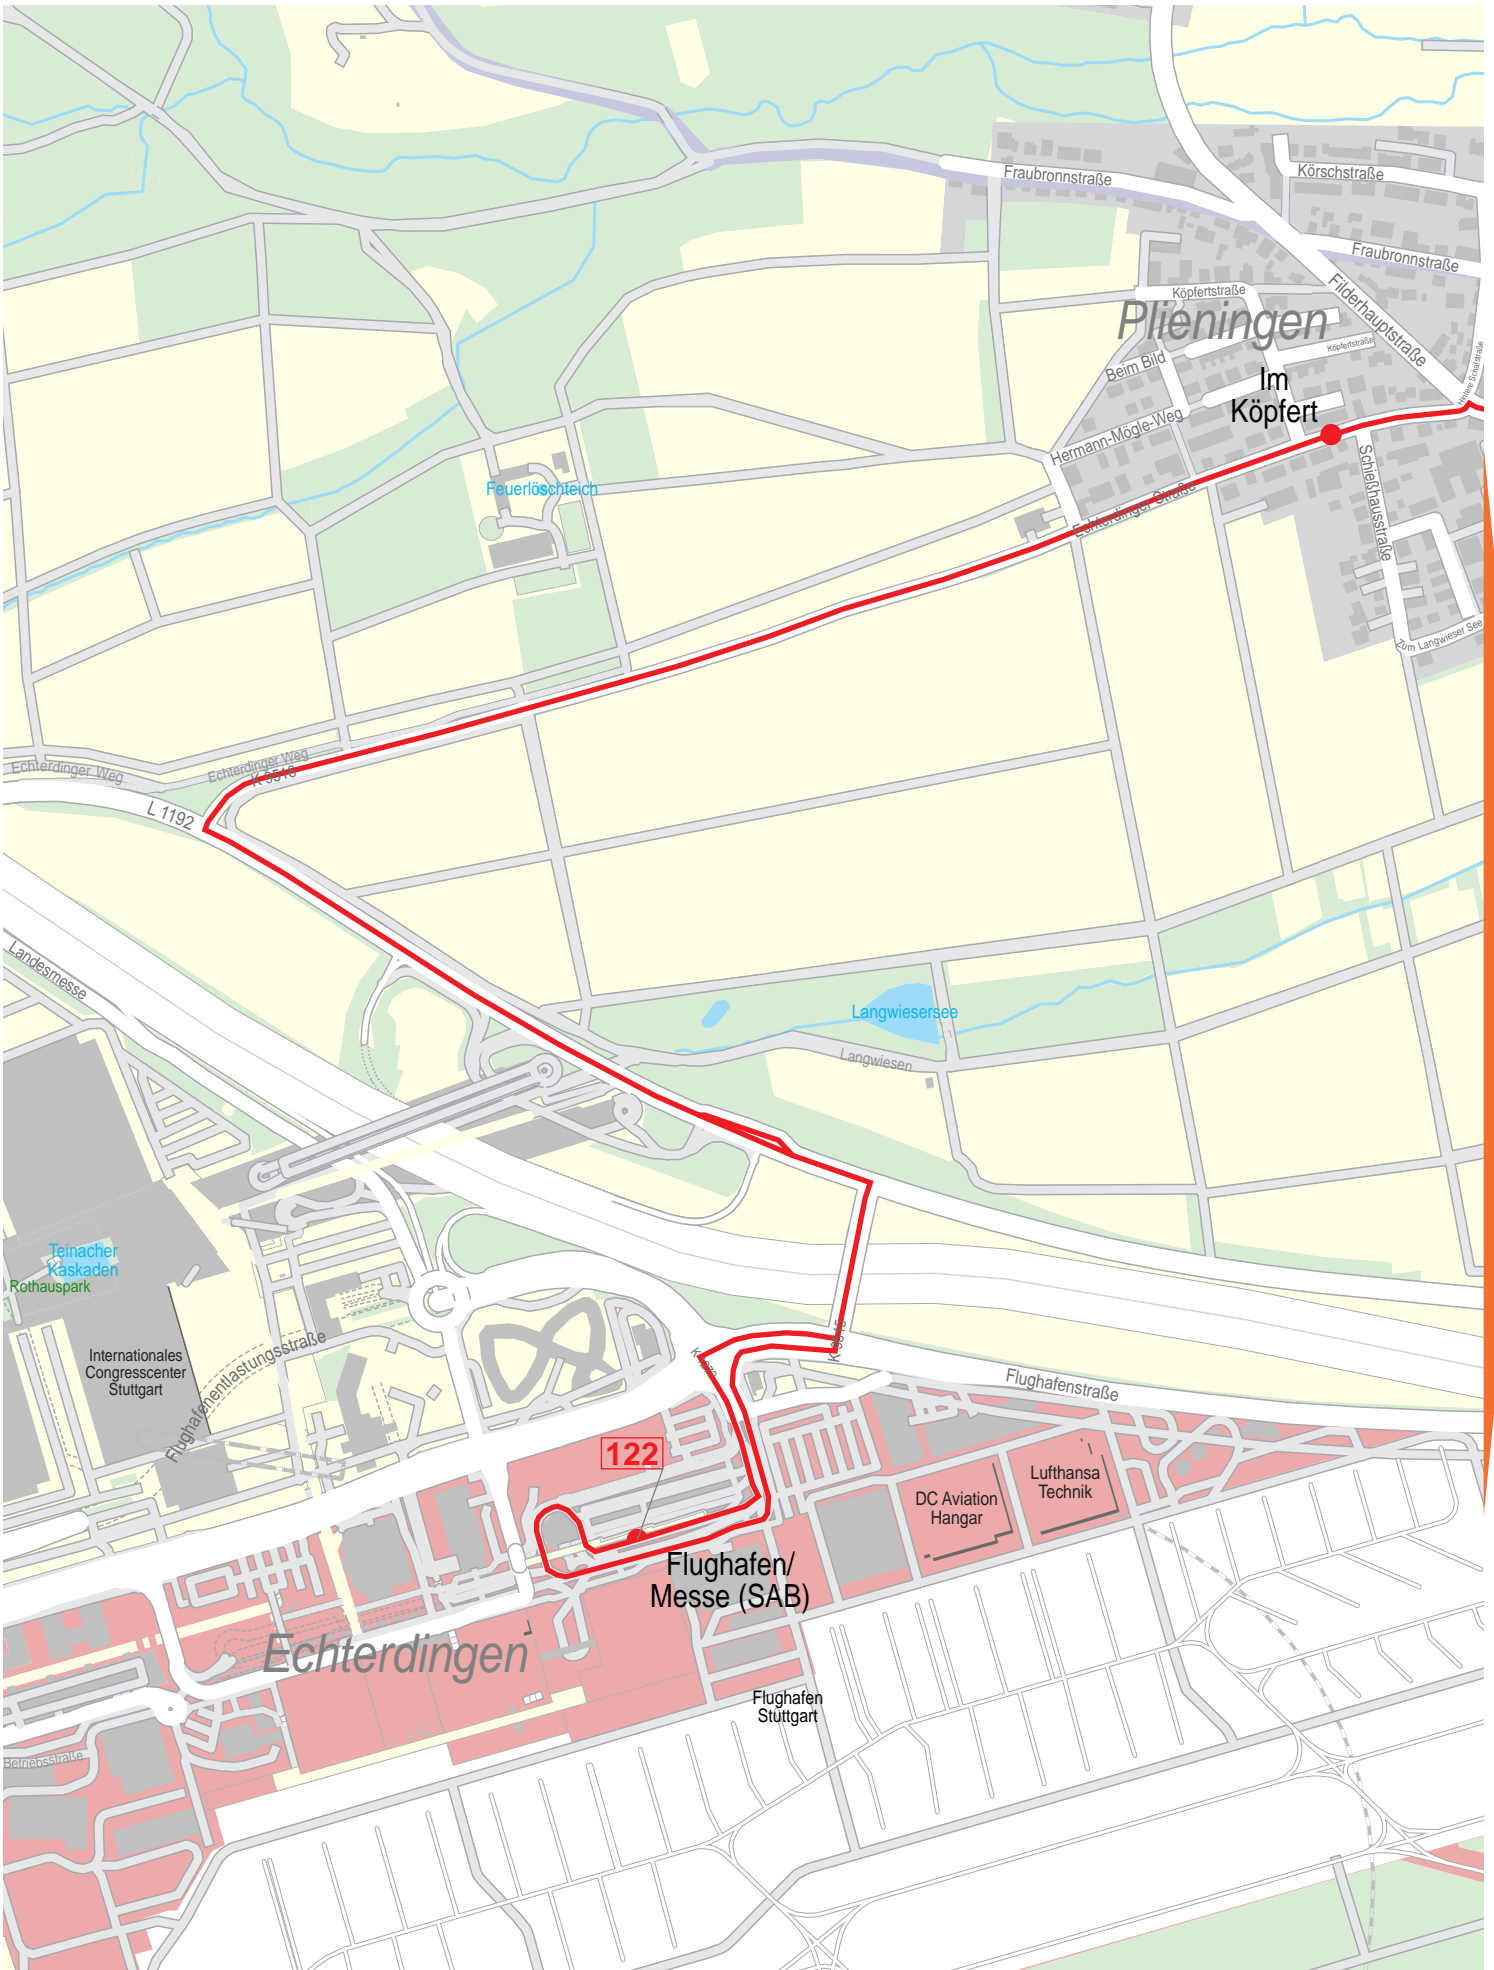 Fraubronnstraße
Körschstraße
Fraubronnstraße
Köpfertstraße
Filderhauptstraße
Plieningen
Köpfertstraße
Beim Bild
Im
Köpfert
Hintere Schafstraße
Hermann-Mögle-Weg
Schießhausstraße
Feuerlöschteich
Echterdinger Straße
Zum Langwieser See
Echterdinger Weg
Echterdinger Weg
L 1192
Landesmesse
Langwiesersee
Langwiesen
Teinacher
Kaskaden
Rothauspark
Internationales
Congresscenter
Stuttgart
Flughafenentlastungsstraße
Flughafenstraße
122
DC Aviation
Hangar
Lufthansa
Technik
Flughafen/
Messe (SAB)
Echterdingen
Flughafen
Stuttgart
Betriebsstraße